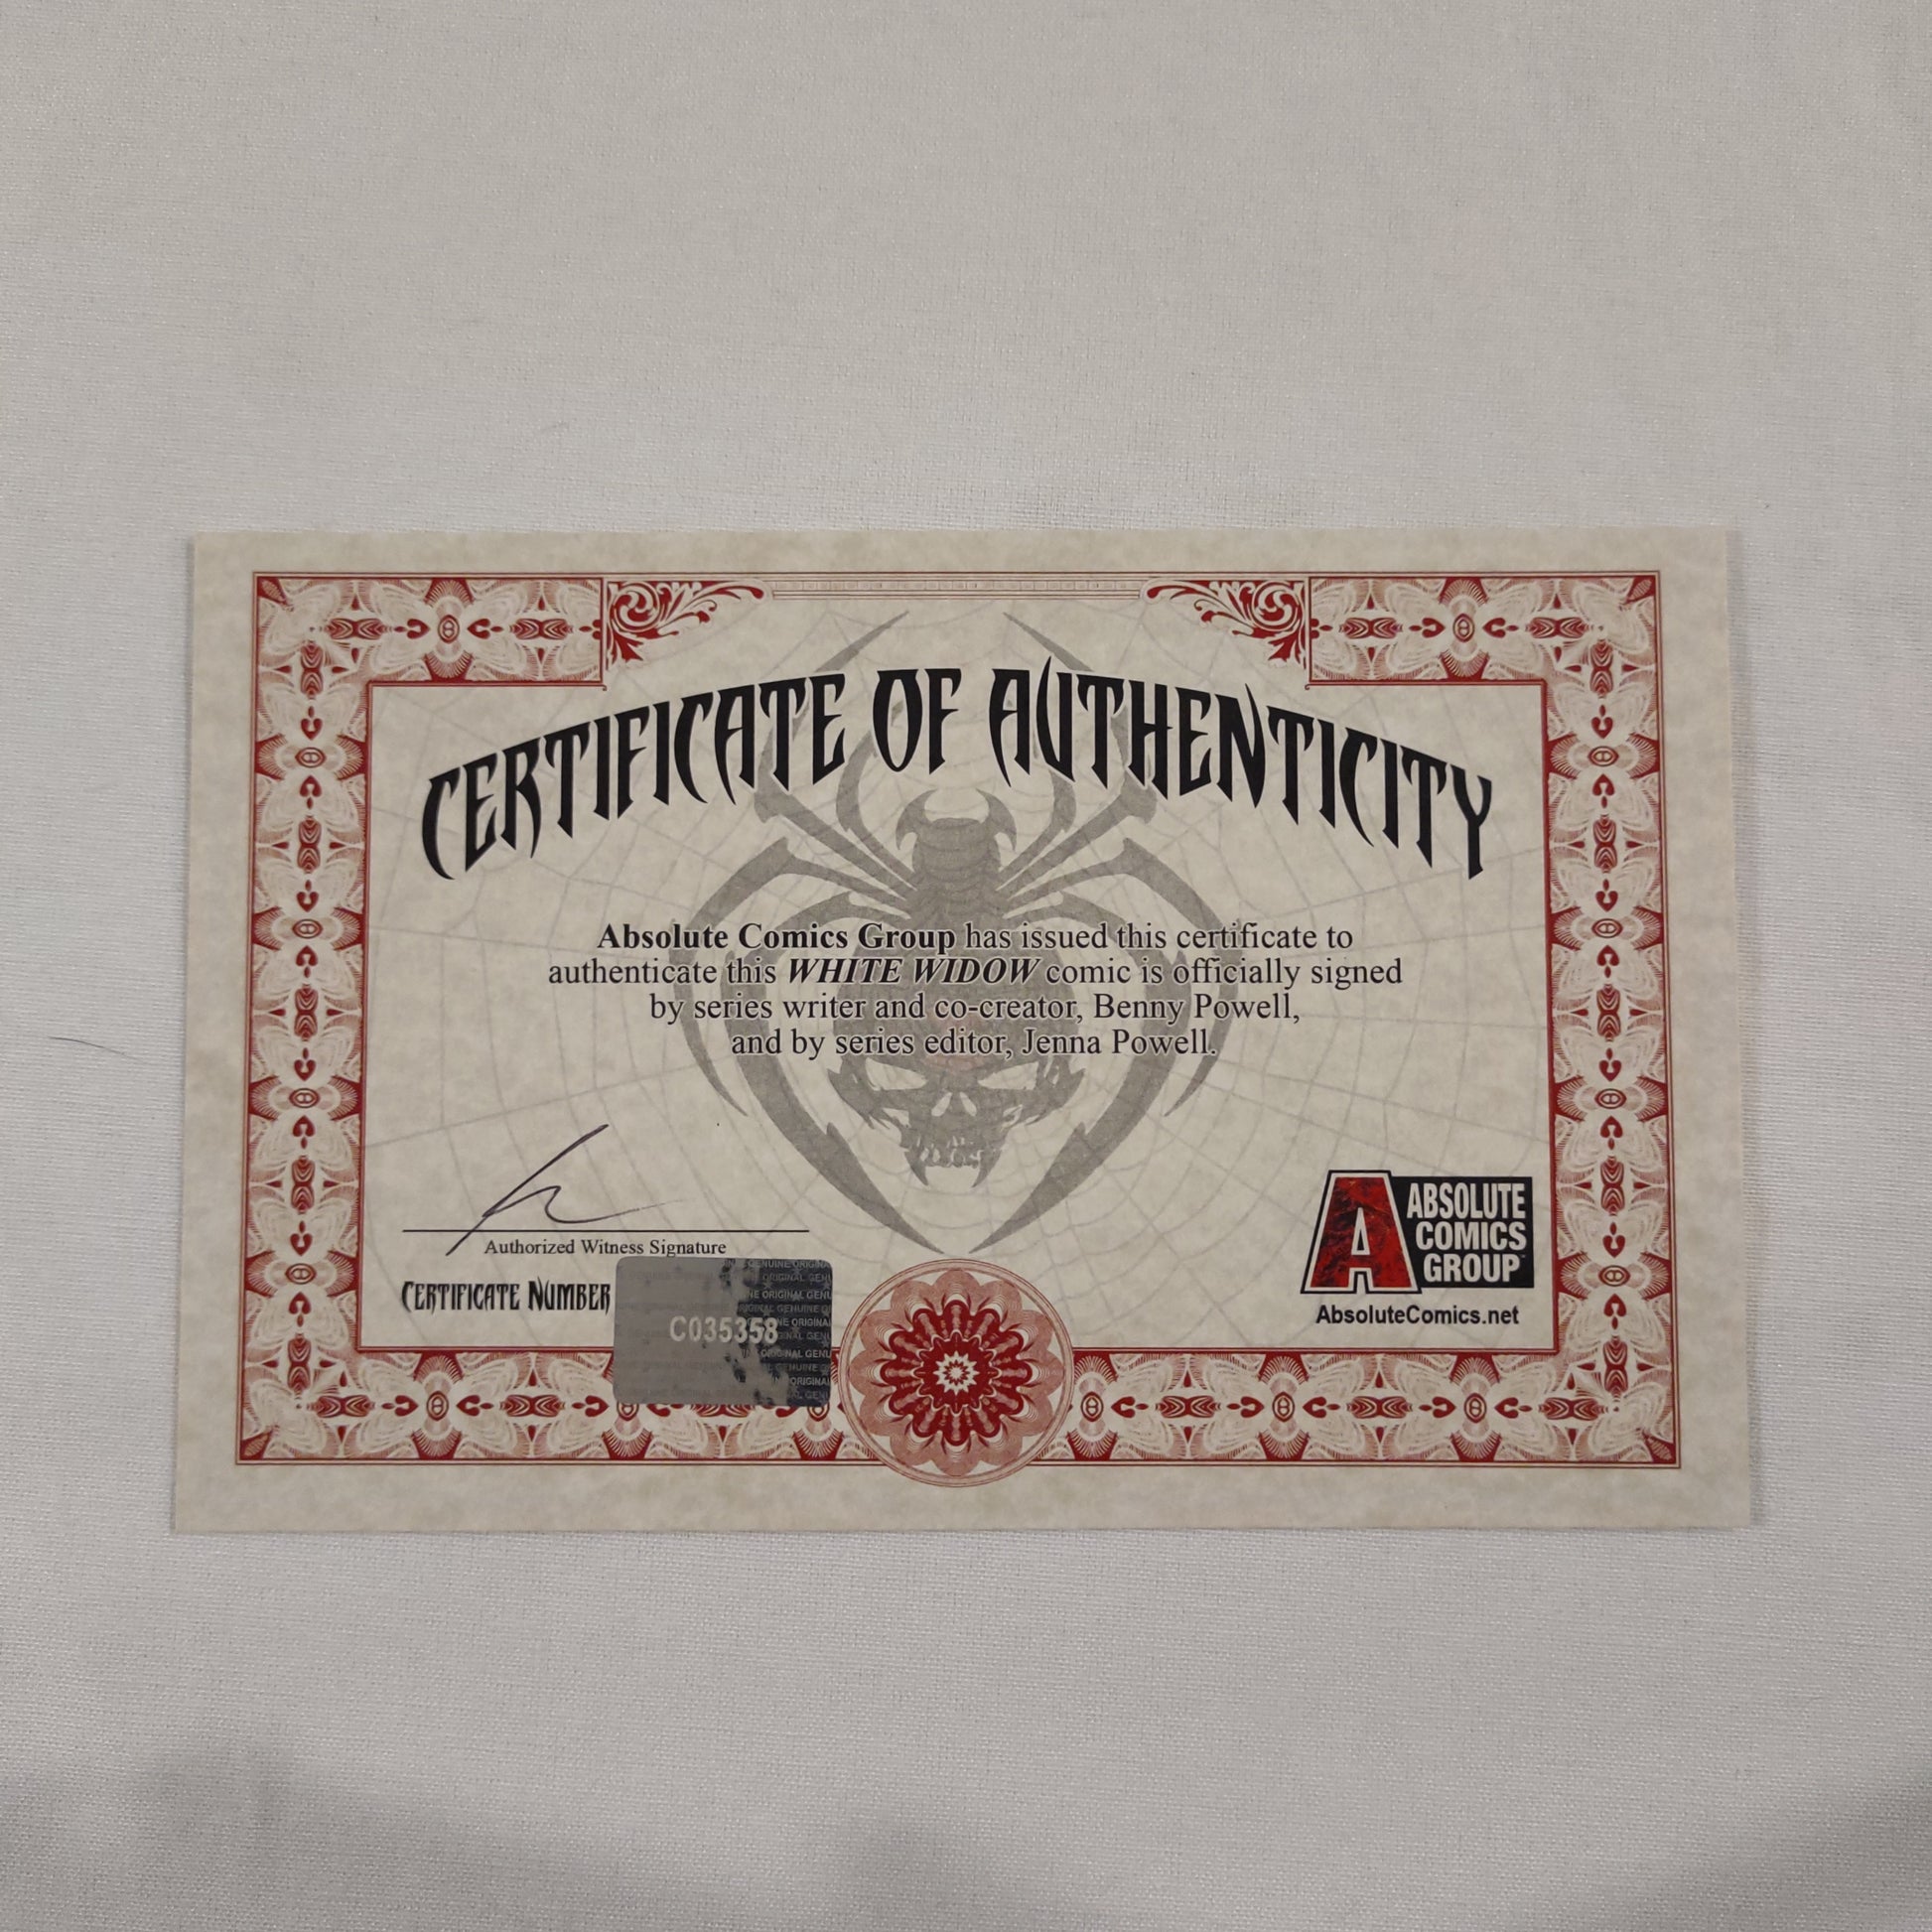 CERTIFICATE OF AUTHENTICITY
Absolute Comics Group has issued this certificate to
authenticate this WHITE WIDOW comic is officially signed
by series writer and co-creator, Benny Powell,
and by series editor, Jenna Powell.
Authorized Witness Signature
CERTIFICATE NUMBER
C035358
GENUINE ORIGINAL
ABSOLUTE
COMICS
GROUP
AbsoluteComics.net